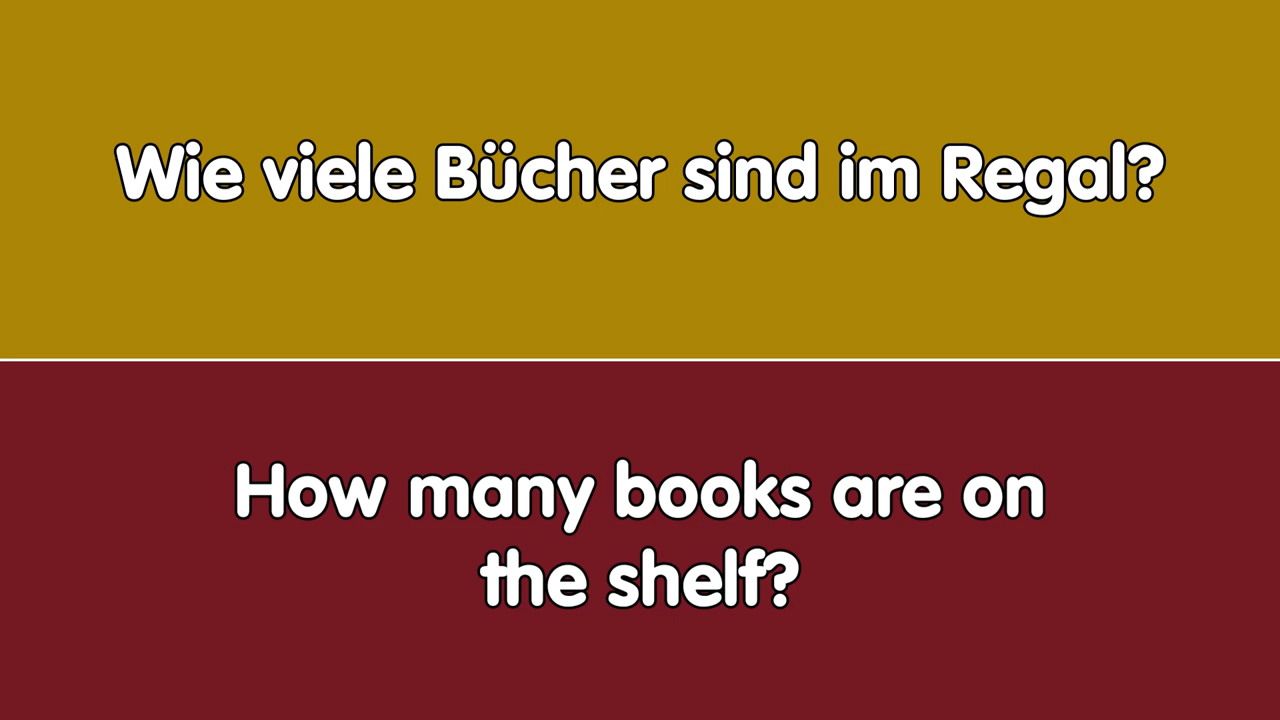 Wie viele Bücher sind im Regal?
How many books are on
the shelf?